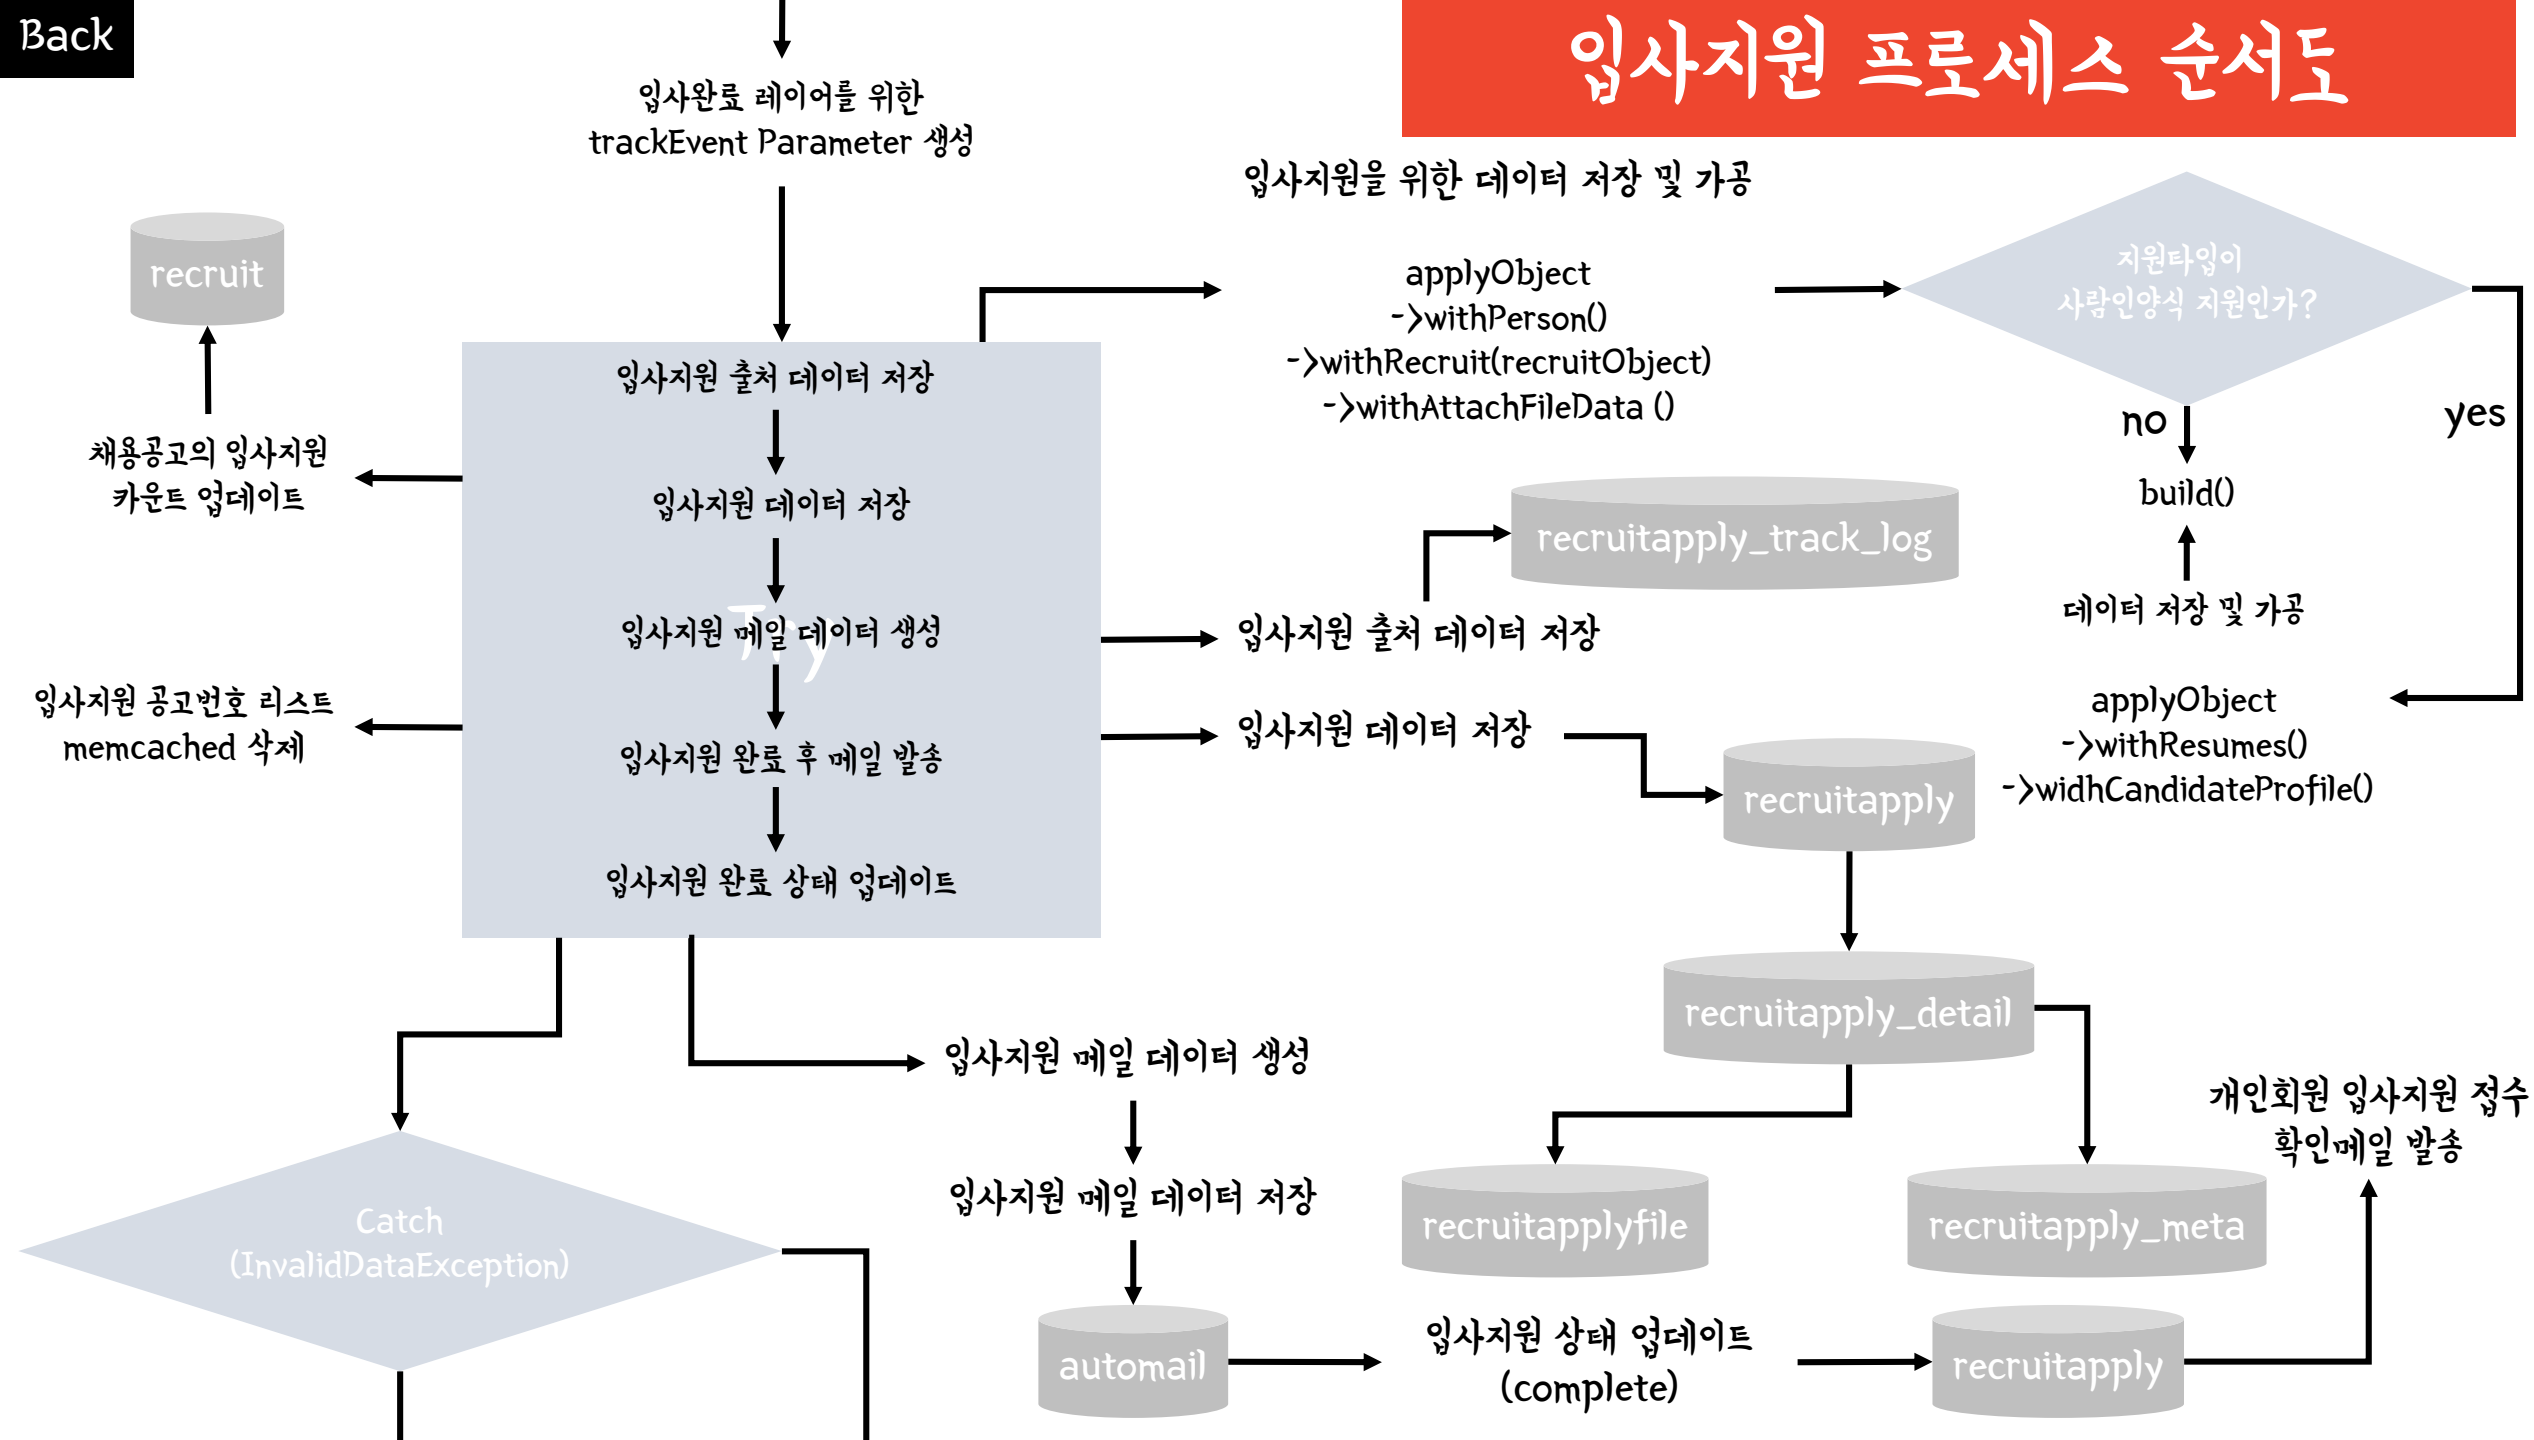 Back
입사지원 프로세스 순서도
입사완료 레이어를 위한
trackEvent Parameter 생성
입사지원을 위한 데이터 저장 및 가공
recruit
applyObject
->withPerson()
->withRecruit(recruitObject)
->withAttachFileData ()
지원타입이
사람인양식 지원인가?
no
yes
build()
데이터 저장 및 가공
applyObject
->withResumes()
->widhCandidateProfile()
채용공고의 입사지원
카운트 업데이트
입사지원 공고번호 리스트
memcached 삭제
Try
입사지원 출처 데이터 저장
입사지원 데이터 저장
입사지원 메일 데이터 생성
입사지원 완료 후 메일 발송
입사지원 완료 상태 업데이트
recruitapply_track_log
입사지원 출처 데이터 저장
입사지원 데이터 저장
recruitapply
recruitapply_detail
recruitapplyfile
recruitapply_meta
개인회원 입사지원 접수
확인메일 발송
입사지원 메일 데이터 생성
입사지원 메일 데이터 저장
Catch
(InvalidDataException)
automail
입사지원 상태 업데이트
(complete)
recruitapply